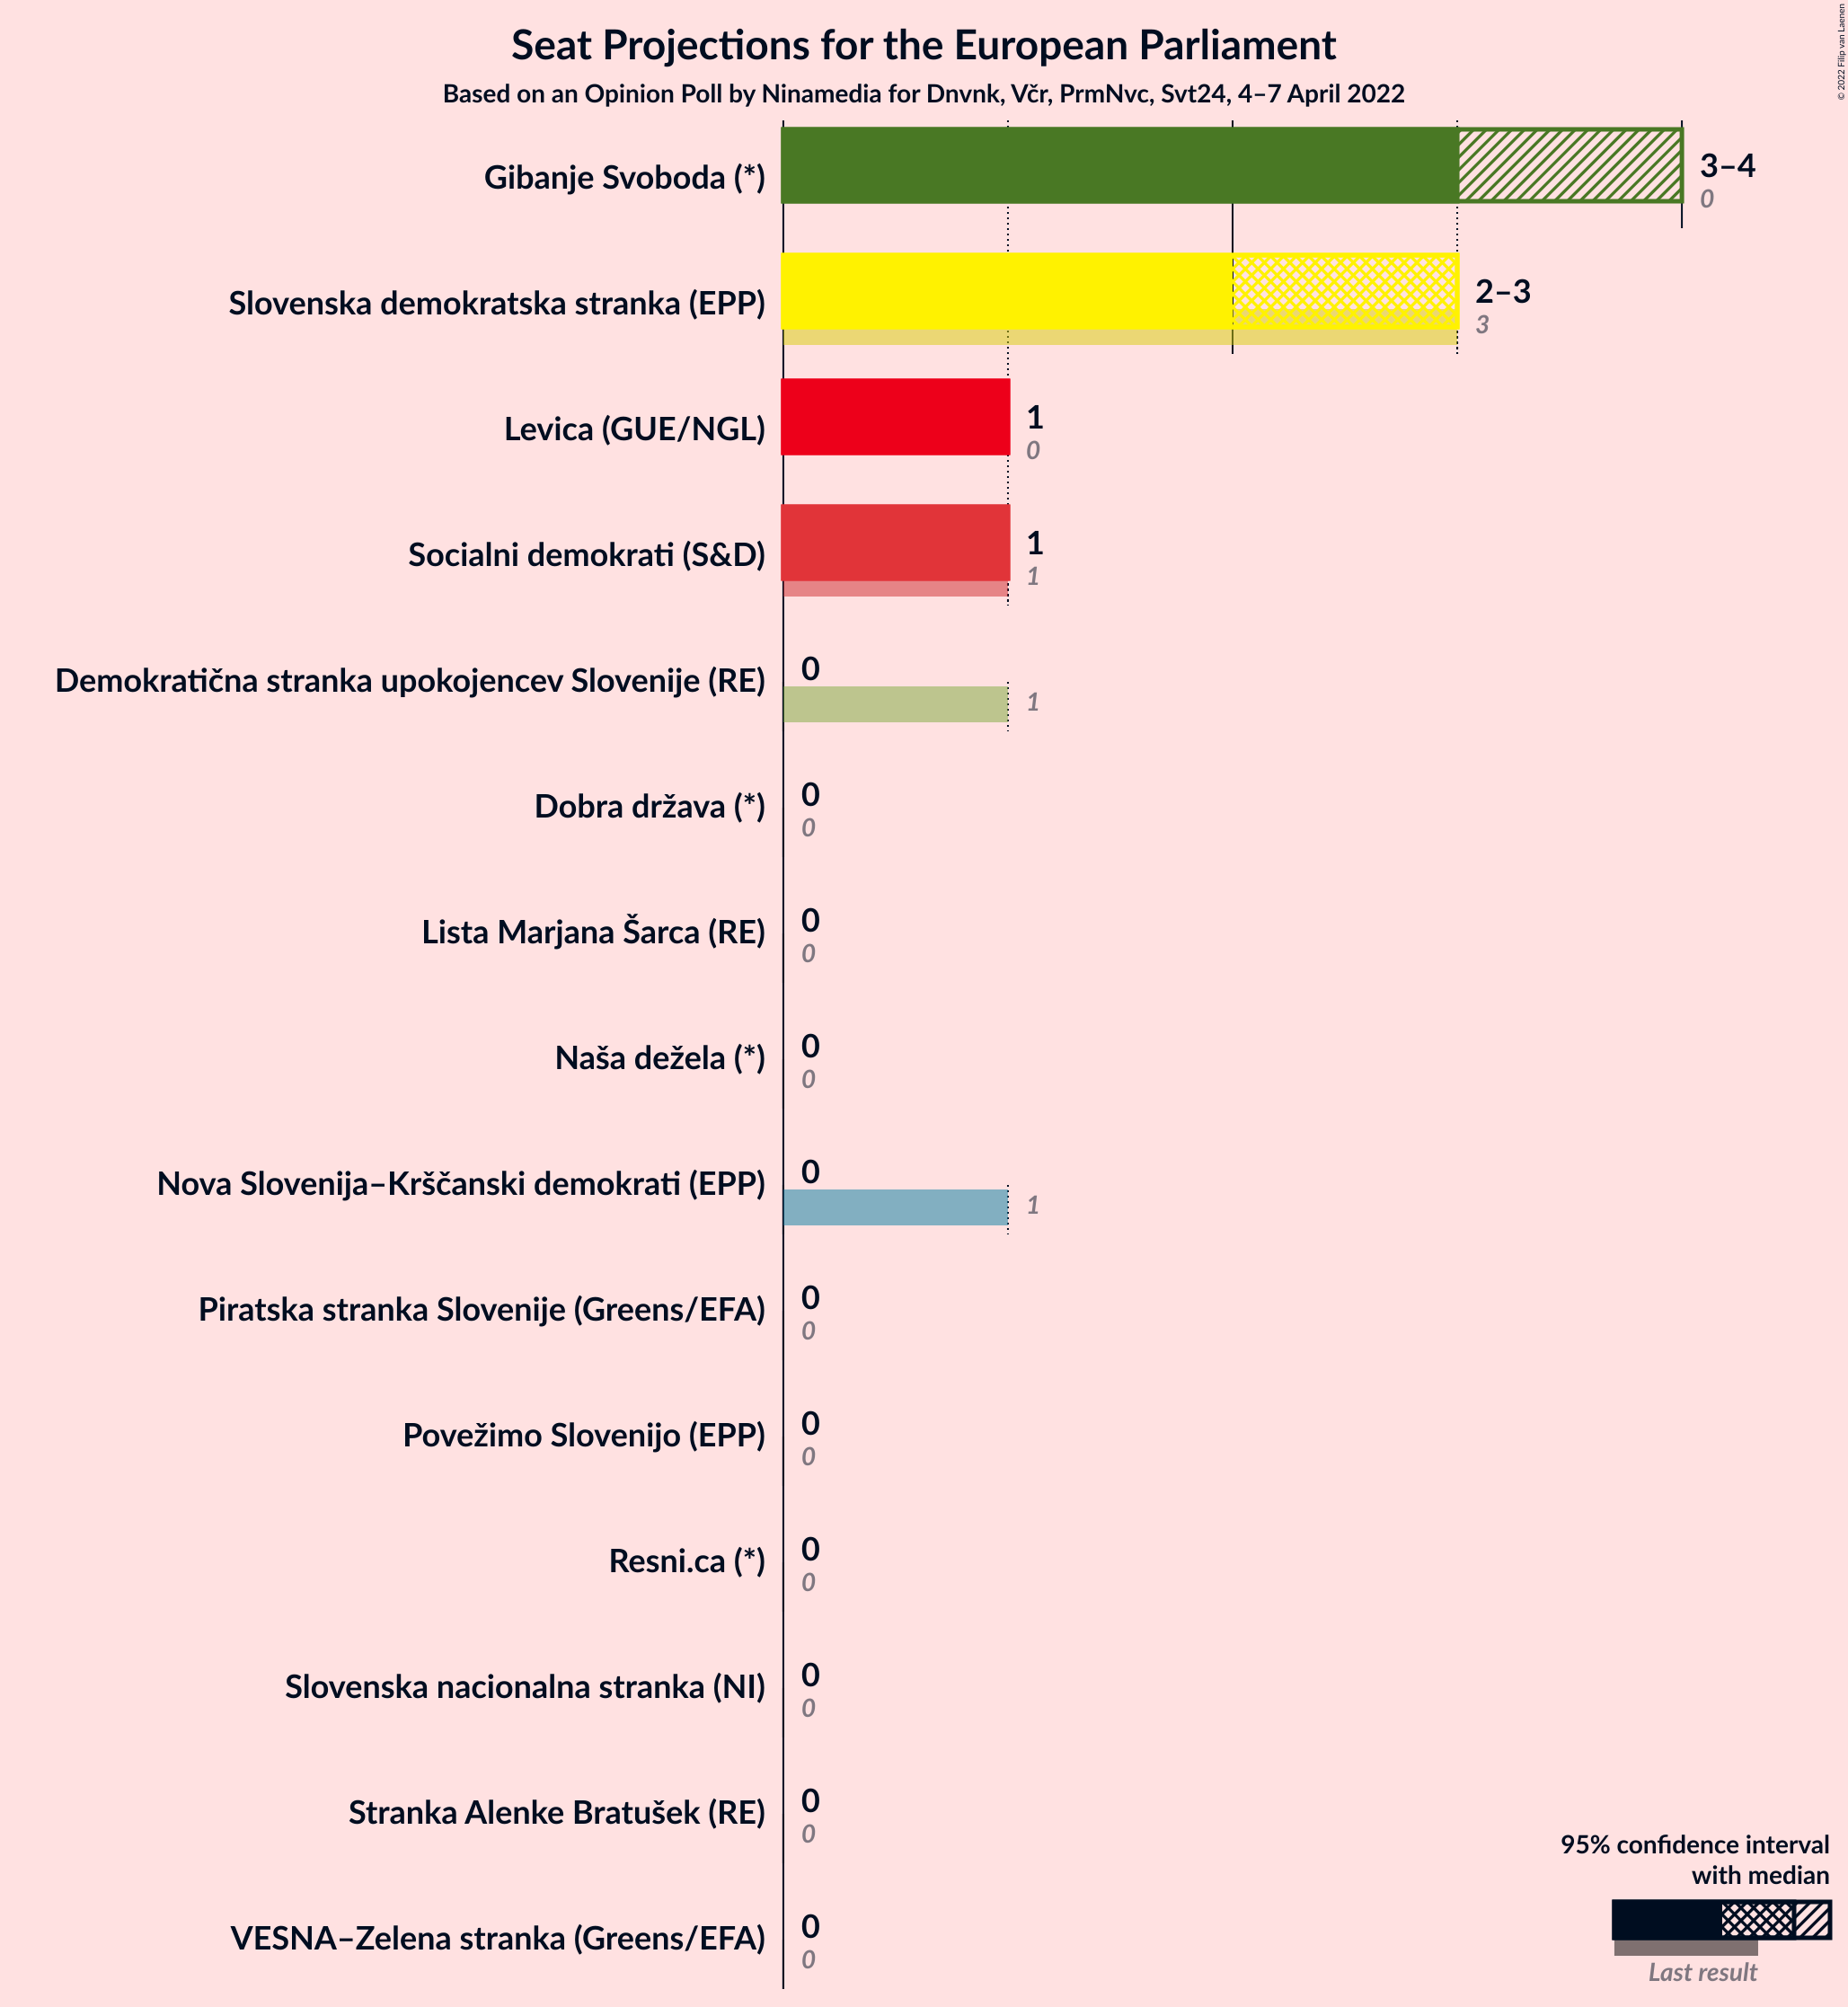 Seat Projections for the European Parliament
Based on an Opinion Poll by Ninamedia for Dnvnk, Včr, PrmNvc, Svt24, 4–7 April 2022
© 2022 Filip van Laenen
Gibanje Svoboda (*)
3–4
0
Slovenska demokratska stranka (EPP)
2–3
3
Levica (GUE/NGL)
1
0
Socialni demokrati (S&D)
1
1
Demokratična stranka upokojencev Slovenije (RE)
0
1
Dobra država (*)
0
0
Lista Marjana Šarca (RE)
0
0
Naša dežela (*)
0
0
Nova Slovenija–Krščanski demokrati (EPP)
0
1
Piratska stranka Slovenije (Greens/EFA)
0
0
Povežimo Slovenijo (EPP)
0
0
Resni.ca (*)
0
0
Slovenska nacionalna stranka (NI)
0
0
Stranka Alenke Bratušek (RE)
0
0
VESNA–Zelena stranka (Greens/EFA)
0
0
95% confidence interval
with median
Last result